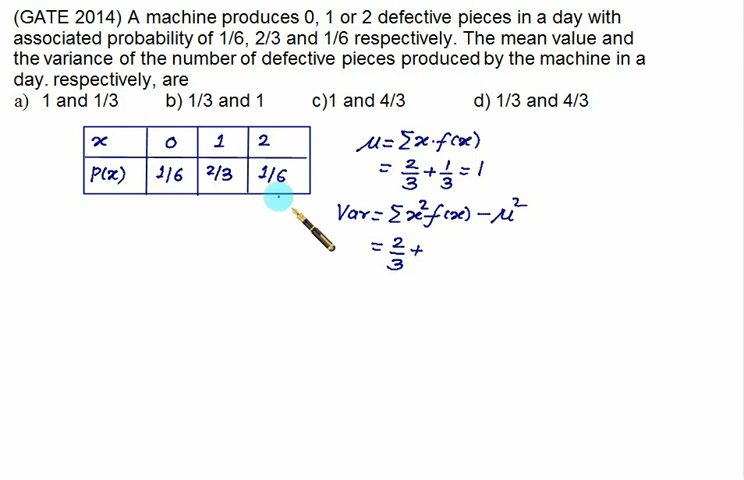 (GATE 2014) A machine produces 0, 1 or 2 defective pieces in a day with
associated probability of 1/6, 2/3 and 1/6 respectively. The mean value and
the variance of the number of defective pieces produced by the machine in a
day. respectively, are
a) 1 and 1/3 b) 1/3 and 1 c)1 and 4/3 d) 1/3 and 4/3
x 0 1 2
P(x) 1/6 2/3 1/6
μ = Σx·f(x)
= 2/3 + 1/3 = 1
Var = Σx²f(x) - μ²
= 2/3 +